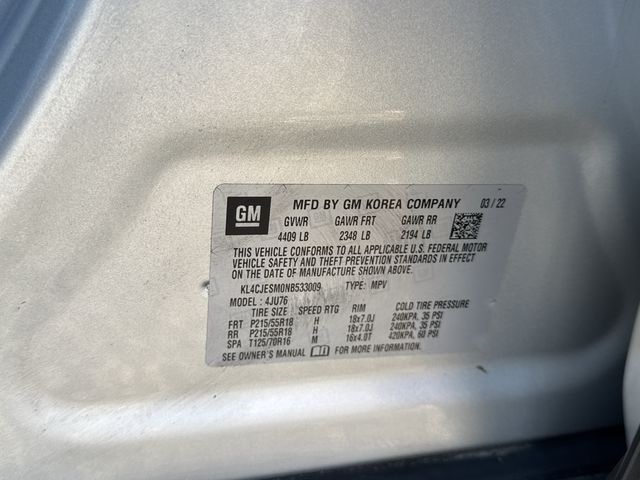 GM MFD BY GM KOREA COMPANY 03/22
GVWR GAWR FRT GAWR RR
4409 LB 2348 LB 2194 LB
THIS VEHICLE CONFORMS TO ALL APPLICABLE U.S. FEDERAL MOTOR
VEHICLE SAFETY AND THEFT PREVENTION STANDARDS IN EFFECT
ON THE DATE OF MANUFACTURE SHOWN ABOVE.
KL4CJESM0NB533009 TYPE: MPV
MODEL: 4JU76
TIRE SIZE SPEED RTG RIM COLD TIRE PRESSURE
FRT P215/55R18 H 18x7.0J 240KPA, 35 PSI
RR P215/55R18 H 18x7.0J 240KPA, 35 PSI
SPA T125/70R16 M 16x4.0T 420KPA, 60 PSI
SEE OWNER'S MANUAL FOR MORE INFORMATION.